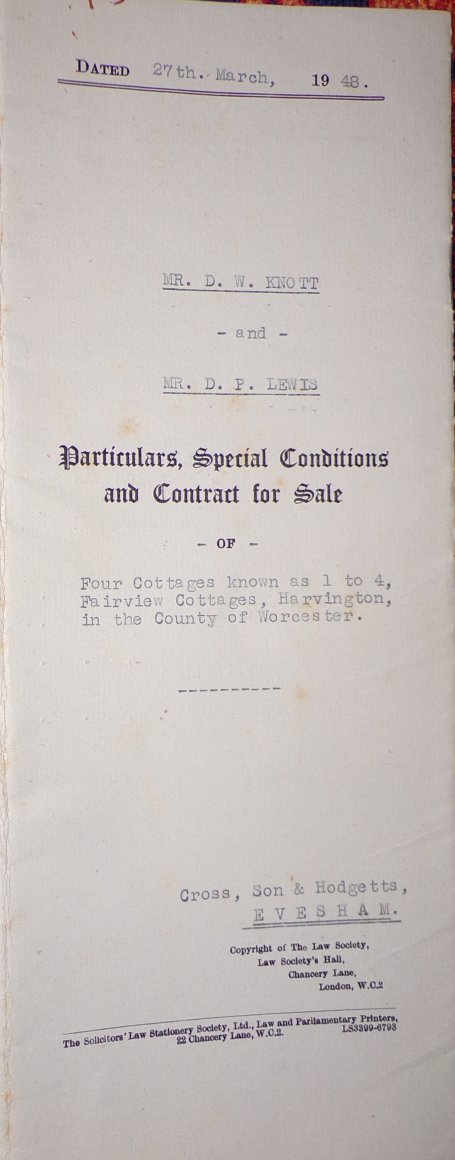 DATED 27th. March, 1948.
MR. D. W. KNOTT
- and -
MR. D. P. LEWIS
Particulars, Special Conditions
and Contract for Sale
- OF -
Four Cottages known as 1 to 4,
Fairview Cottages, Harvington,
in the County of Worcester.
----------
Cross, Son & Hodgetts,
EVESHAM.
Copyright of The Law Society,
Law Society's Hall,
Chancery Lane,
London, W.C.2
The Solicitors' Law Stationery Society, Ltd., Law and Parliamentary Printers,
22 Chancery Lane, W.C.2. LS3399-6793